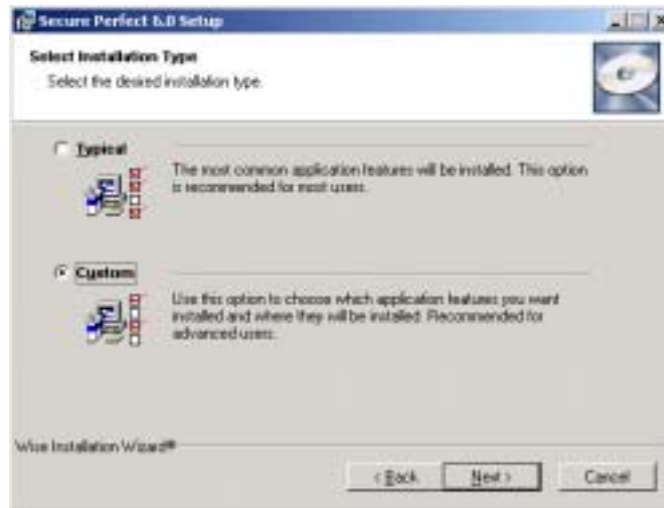 Secure Perfect 6.0 Setup
Select Installation Type
Select the desired installation type.
Typical
The most common application features will be installed. This option
is recommended for most users.
Custom
Use this option to choose which application features you want
installed and where they will be installed. Recommended for
advanced users.
Wise Installation Wizard®
< Back
Next >
Cancel